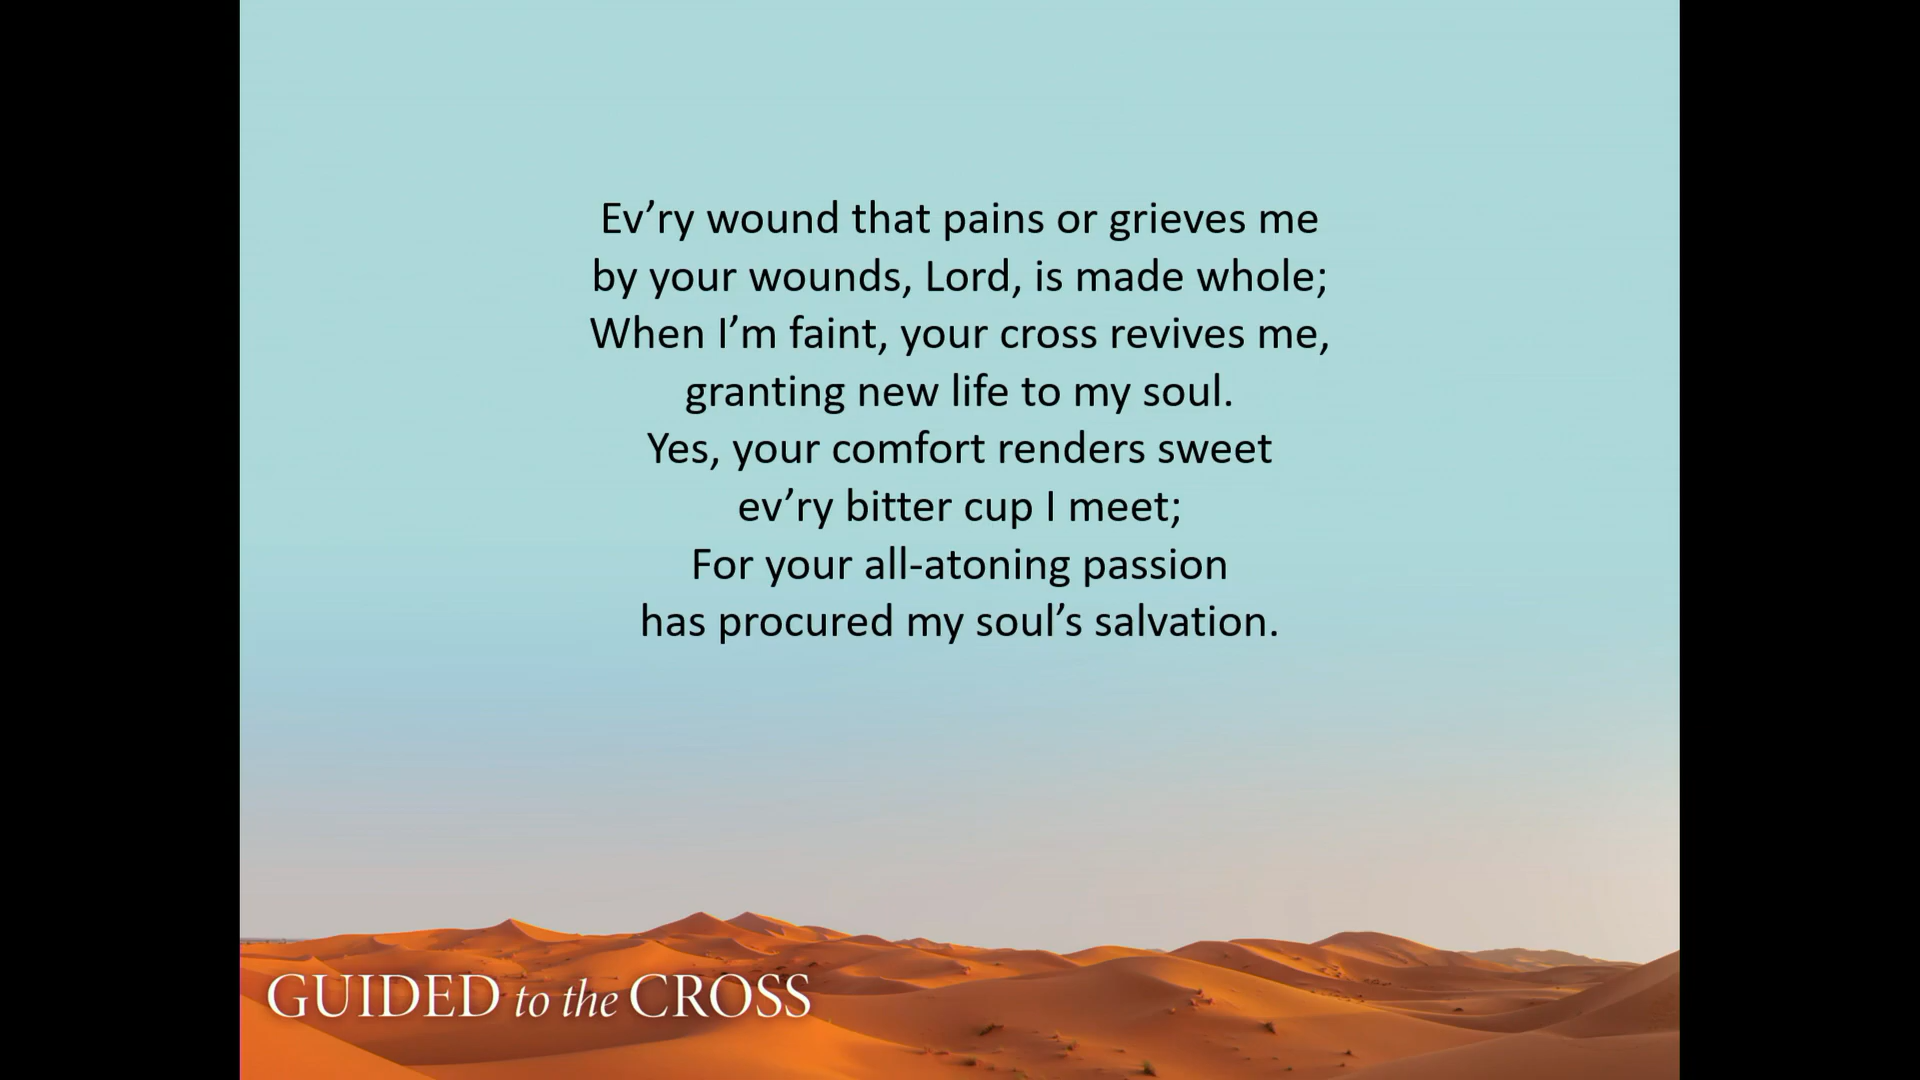 Ev’ry wound that pains or grieves me
by your wounds, Lord, is made whole;
When I’m faint, your cross revives me,
granting new life to my soul.
Yes, your comfort renders sweet
ev’ry bitter cup I meet;
For your all-atoning passion
has procured my soul’s salvation.
GUIDED to the CROSS